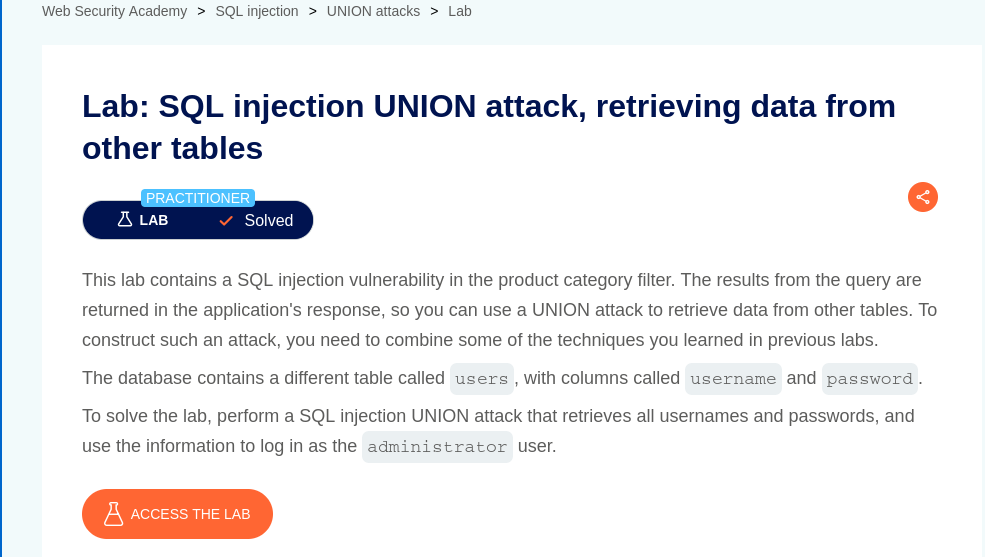 Web Security Academy > SQL injection > UNION attacks > Lab
Lab: SQL injection UNION attack, retrieving data from
other tables
PRACTITIONER
LAB Solved
This lab contains a SQL injection vulnerability in the product category filter. The results from the query are
returned in the application's response, so you can use a UNION attack to retrieve data from other tables. To
construct such an attack, you need to combine some of the techniques you learned in previous labs.
The database contains a different table called users, with columns called username and password.
To solve the lab, perform a SQL injection UNION attack that retrieves all usernames and passwords, and
use the information to log in as the administrator user.
ACCESS THE LAB